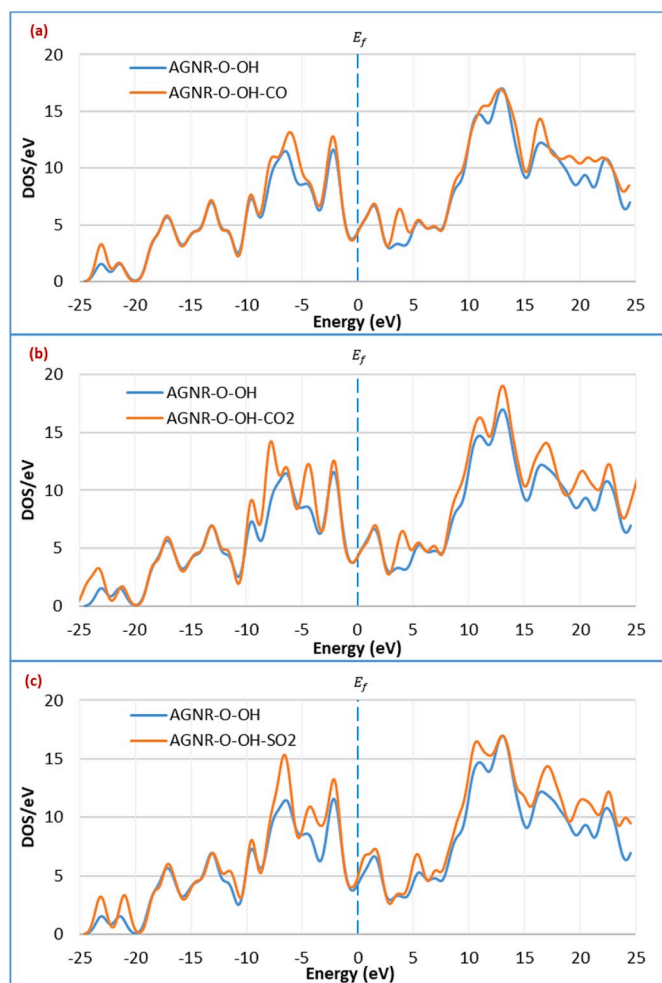 (a)
E_f
20
15
10
5
0
DOS/eV
AGNR-O-OH
AGNR-O-OH-CO
-25 -20 -15 -10 -5 0 5 10 15 20 25
Energy (eV)
(b)
E_f
20
15
10
5
0
DOS/eV
AGNR-O-OH
AGNR-O-OH-CO2
-25 -20 -15 -10 -5 0 5 10 15 20 25
Energy (eV)
(c)
E_f
20
15
10
5
0
DOS/eV
AGNR-O-OH
AGNR-O-OH-SO2
-25 -20 -15 -10 -5 0 5 10 15 20 25
Energy (eV)